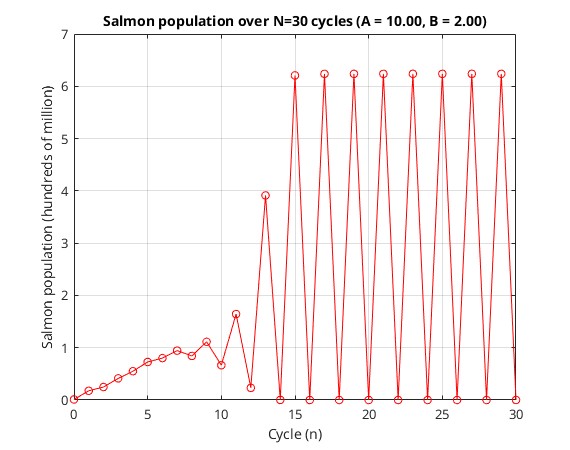 Salmon population over N=30 cycles (A = 10.00, B = 2.00)
7
6
5
4
3
2
1
0
Salmon population (hundreds of million)
0 5 10 15 20 25 30
Cycle (n)